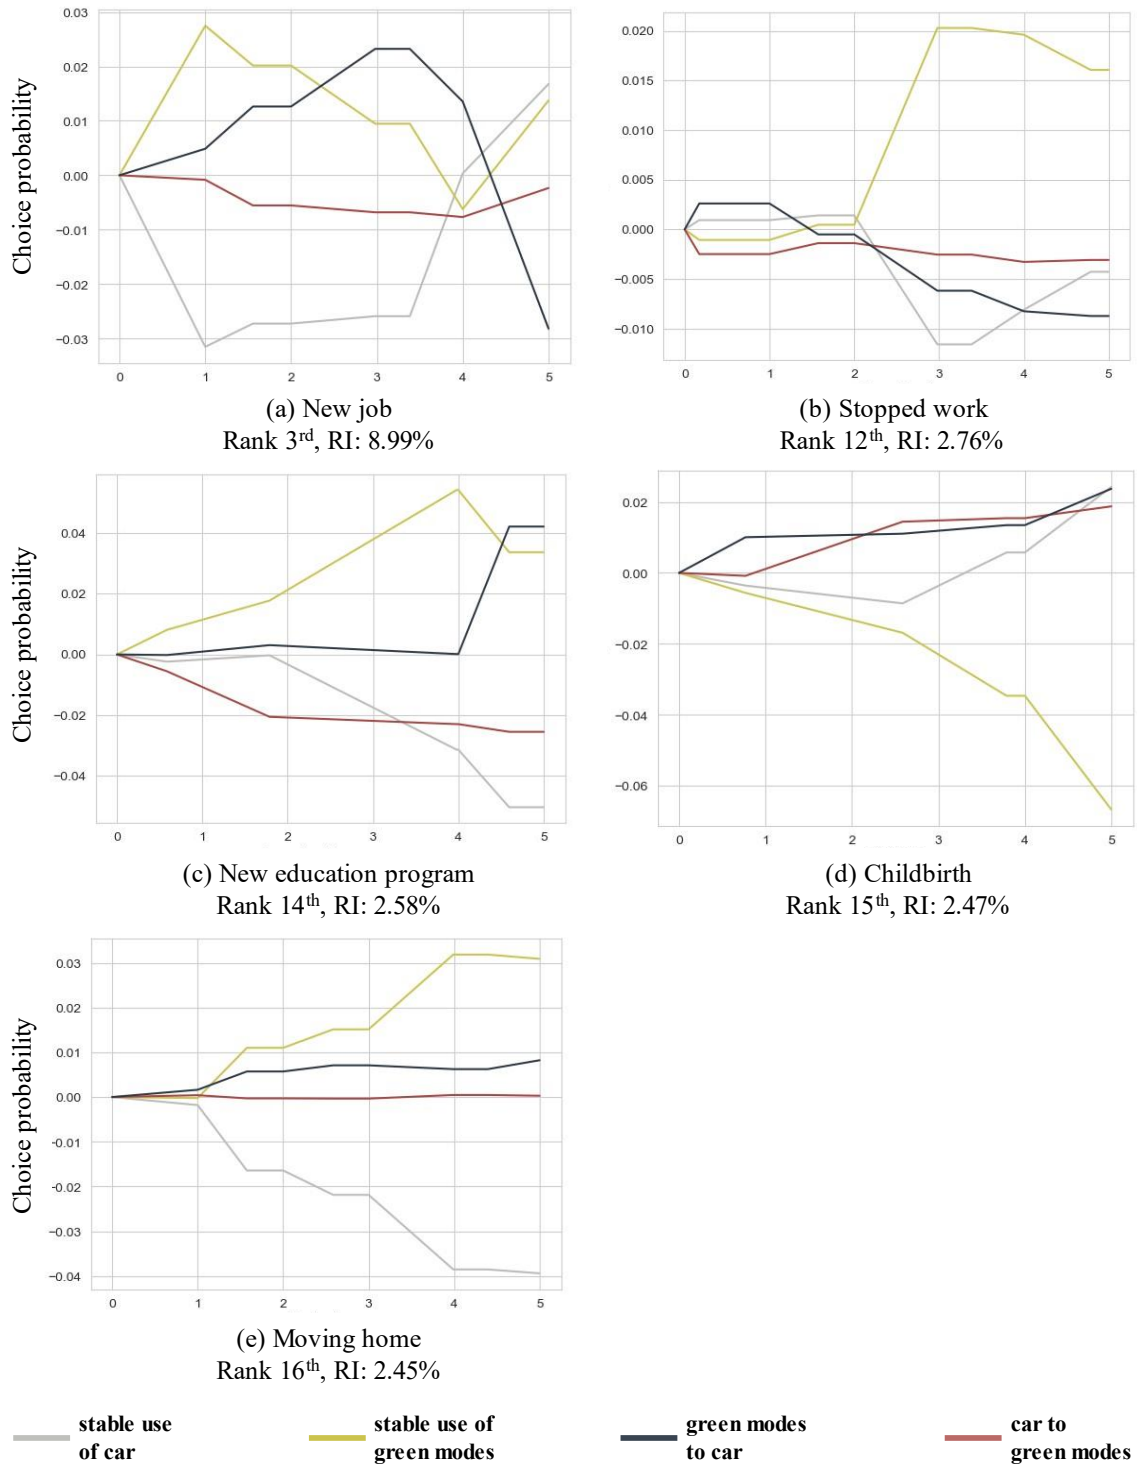 Choice probability
0.03
0.02
0.01
0.00
−0.01
−0.02
−0.03
0 1 2 3 4 5
(a) New job
Rank 3rd, RI: 8.99%
0.020
0.015
0.010
0.005
0.000
−0.005
−0.010
0 1 2 3 4 5
(b) Stopped work
Rank 12th, RI: 2.76%
Choice probability
0.04
0.02
0.00
−0.02
−0.04
0 1 2 3 4 5
(c) New education program
Rank 14th, RI: 2.58%
0.02
0.00
−0.02
−0.04
−0.06
0 1 2 3 4 5
(d) Childbirth
Rank 15th, RI: 2.47%
Choice probability
0.03
0.02
0.01
0.00
−0.01
−0.02
−0.03
−0.04
0 1 2 3 4 5
(e) Moving home
Rank 16th, RI: 2.45%
stable use
of car
stable use of
green modes
green modes
to car
car to
green modes